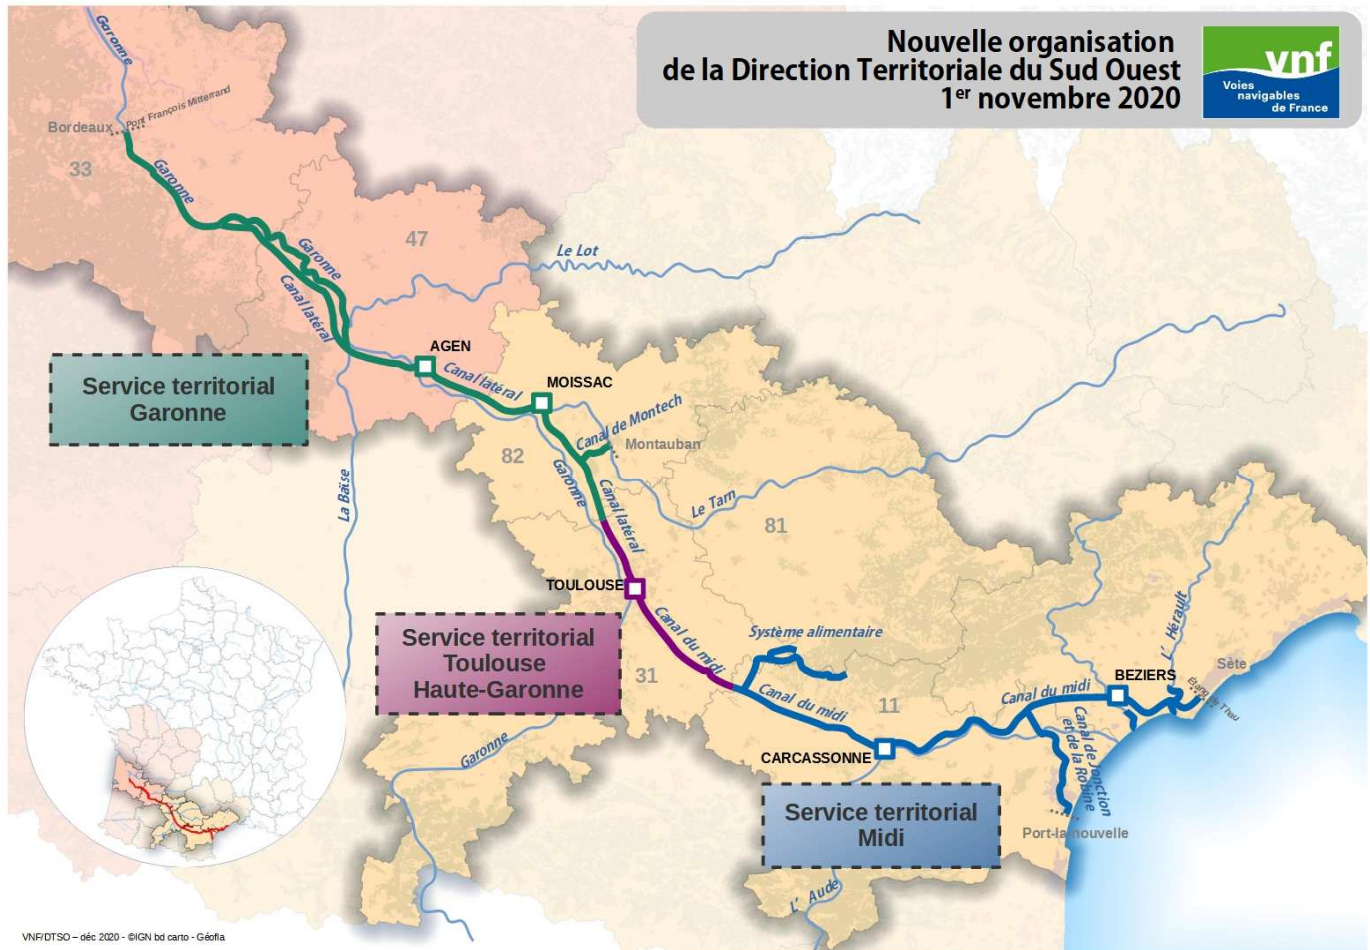 Nouvelle organisation
de la Direction Territoriale du Sud Ouest
1er novembre 2020
vnf
Voies
navigables
de France
Garonne
Pont François Mitterrand
Bordeaux
33
Garonne
47
Garonne
Canal latéral
Le Lot
AGEN
Service territorial
Garonne
Canal latéral
MOISSAC
Canal de Montech
Montauban
82
Garonne
Canal latéral
La Baïse
Le Tarn
81
TOULOUSE
Service territorial
Toulouse
Haute-Garonne
Canal du midi
Système alimentaire
31
Canal du midi
11
Canal du midi
BEZIERS
L' Hérault
Sète
Étang de Thau
Garonne
CARCASSONNE
Canal de Jonction
et de la Robine
Service territorial
Midi
Port-la nouvelle
L' Aude
VNF/DTSO – déc 2020 - ©IGN bd carto - Géofla